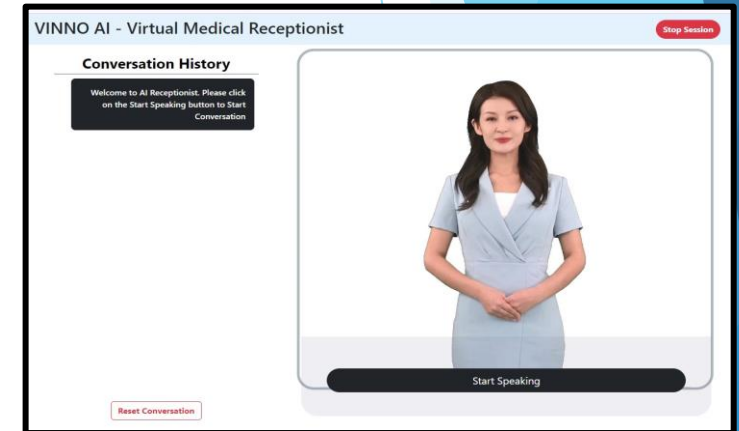 VINNO AI - Virtual Medical Receptionist
Stop Session
Conversation History
Welcome to AI Receptionist. Please click
on the Start Speaking button to Start
Conversation
Start Speaking
Reset Conversation